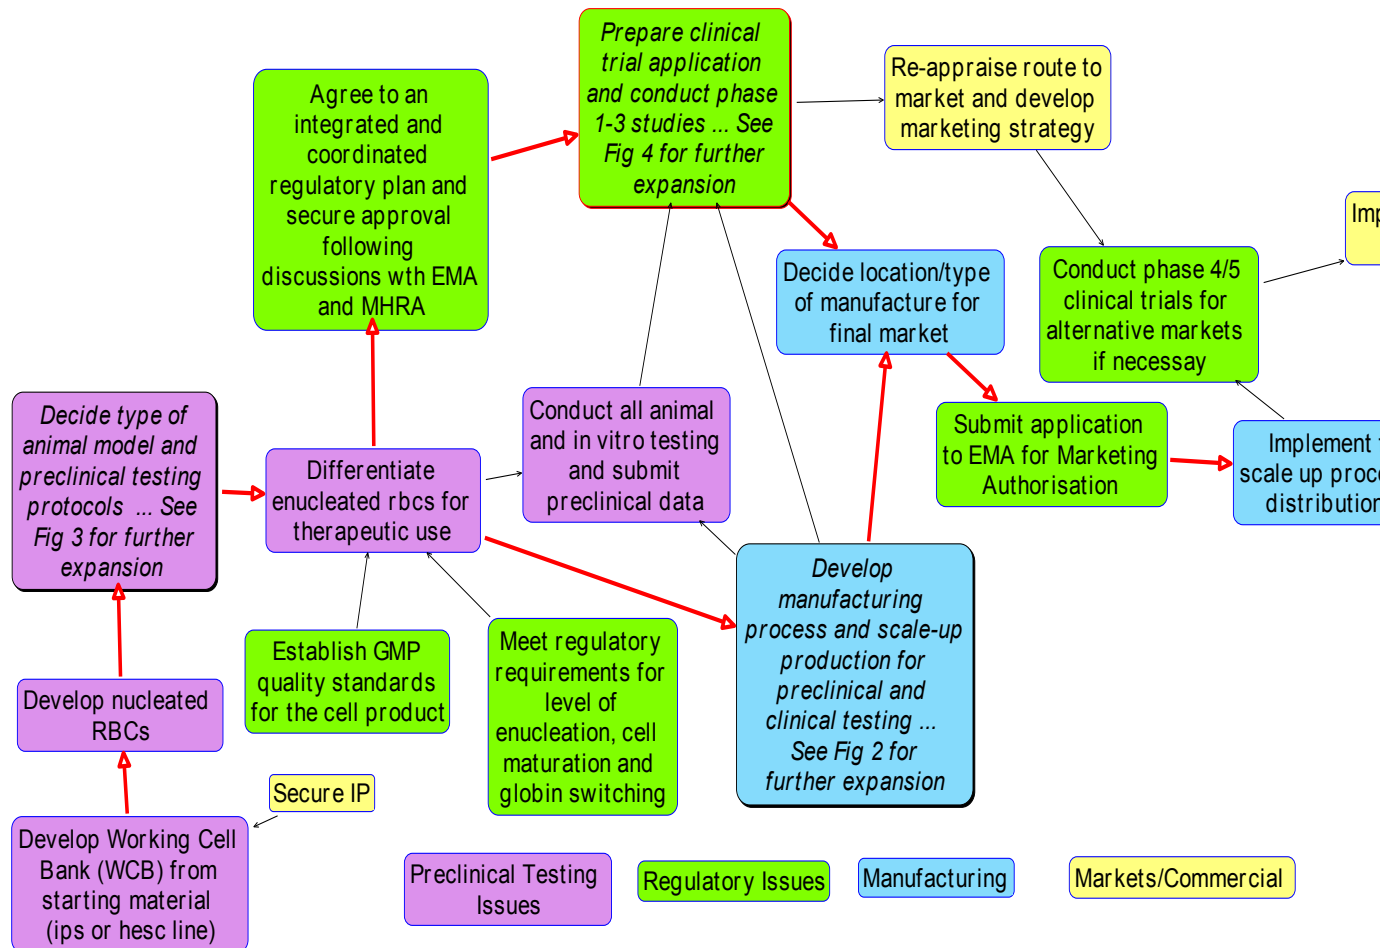 Prepare clinical
trial application
and conduct phase
1-3 studies ... See
Fig 4 for further
expansion
Re-appraise route to
market and develop
marketing strategy
Agree to an
integrated and
coordinated
regulatory plan and
secure approval
following
discussions wth EMA
and MHRA
Decide location/type
of manufacture for
final market
Conduct phase 4/5
clinical trials for
alternative markets
if necessay
Decide type of
animal model and
preclinical testing
protocols ... See
Fig 3 for further
expansion
Differentiate
enucleated rbcs for
therapeutic use
Conduct all animal
and in vitro testing
and submit
preclinical data
Submit application
to EMA for Marketing
Authorisation
Implement
scale up
distribution
Develop
manufacturing
process and scale-up
production for
preclinical and
clinical testing ...
See Fig 2 for
further expansion
Establish GMP
quality standards
for the cell product
Meet regulatory
requirements for
level of
enucleation, cell
maturation and
globin switching
Develop nucleated
RBCs
Secure IP
Develop Working Cell
Bank (WCB) from
starting material
(ips or hesc line)
Preclinical Testing
Issues
Regulatory Issues
Manufacturing
Markets/Commercial